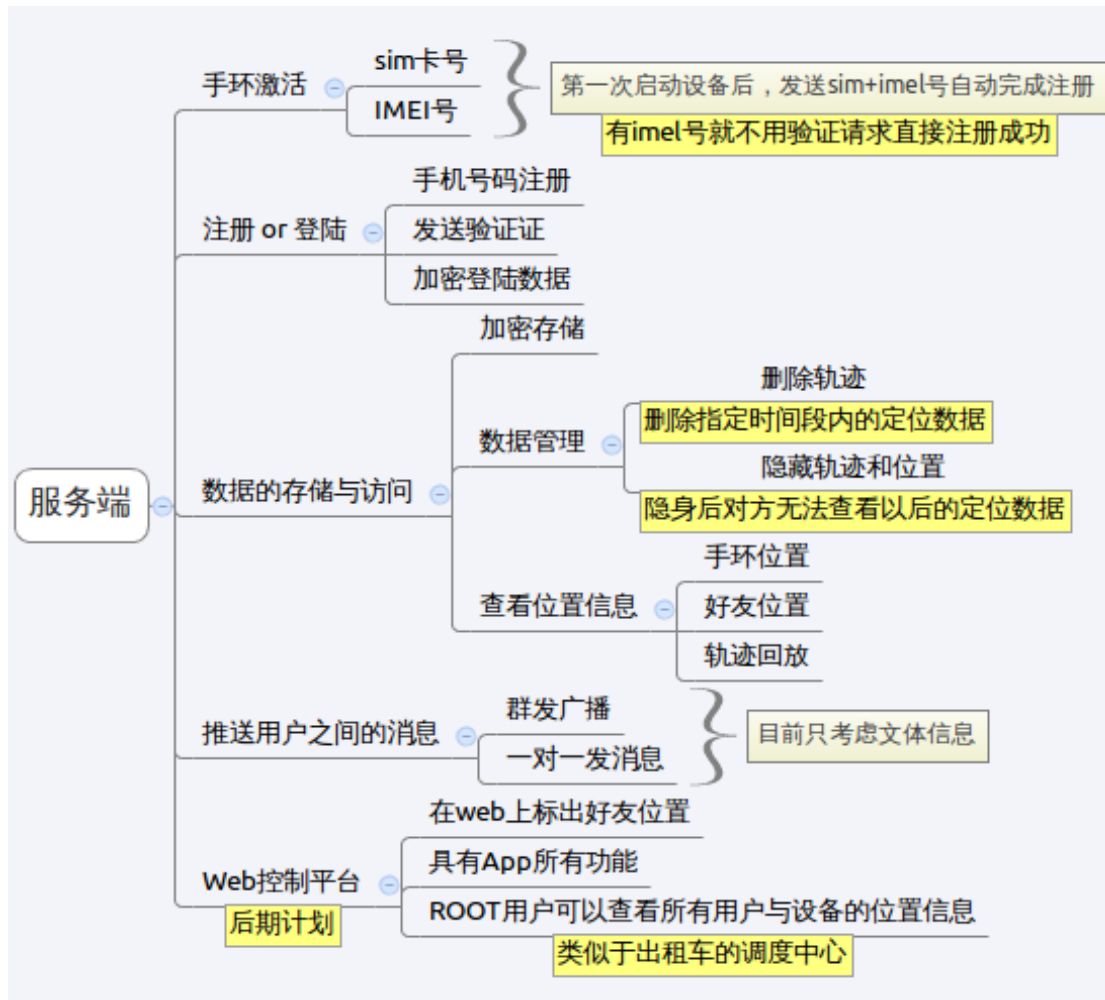 服务端
手环激活
sim卡号
IMEI号
第一次启动设备后，发送sim+imel号自动完成注册
有imel号就不用验证请求直接注册成功
注册 or 登陆
手机号码注册
发送验证证
加密登陆数据
数据的存储与访问
加密存储
数据管理
删除轨迹
删除指定时间段内的定位数据
隐藏轨迹和位置
隐身后对方无法查看以后的定位数据
查看位置信息
手环位置
好友位置
轨迹回放
推送用户之间的消息
群发广播
一对一发消息
目前只考虑文体信息
Web控制平台
后期计划
在web上标出好友位置
具有App所有功能
ROOT用户可以查看所有用户与设备的位置信息
类似于出租车的调度中心